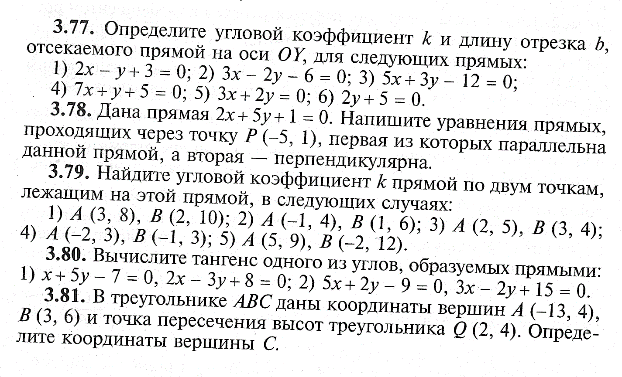 3.77. Определите угловой коэффициент k и длину отрезка b,
отсекаемого прямой на оси OY, для следующих прямых:
1) 2x – y + 3 = 0; 2) 3x – 2y – 6 = 0; 3) 5x + 3y – 12 = 0;
4) 7x + y + 5 = 0; 5) 3x + 2y = 0; 6) 2y + 5 = 0.
3.78. Дана прямая 2x + 5y + 1 = 0. Напишите уравнения прямых,
проходящих через точку P (–5, 1), первая из которых параллельна
данной прямой, а вторая — перпендикулярна.
3.79. Найдите угловой коэффициент k прямой по двум точкам,
лежащим на этой прямой, в следующих случаях:
1) A (3, 8), B (2, 10); 2) A (–1, 4), B (1, 6); 3) A (2, 5), B (3, 4);
4) A (–2, 3), B (–1, 3); 5) A (5, 9), B (–2, 12).
3.80. Вычислите тангенс одного из углов, образуемых прямыми:
1) x + 5y – 7 = 0, 2x – 3y + 8 = 0; 2) 5x + 2y – 9 = 0, 3x – 2y + 15 = 0.
3.81. В треугольнике ABC даны координаты вершин A (–13, 4),
B (3, 6) и точка пересечения высот треугольника Q (2, 4). Опреде-
лите координаты вершины C.